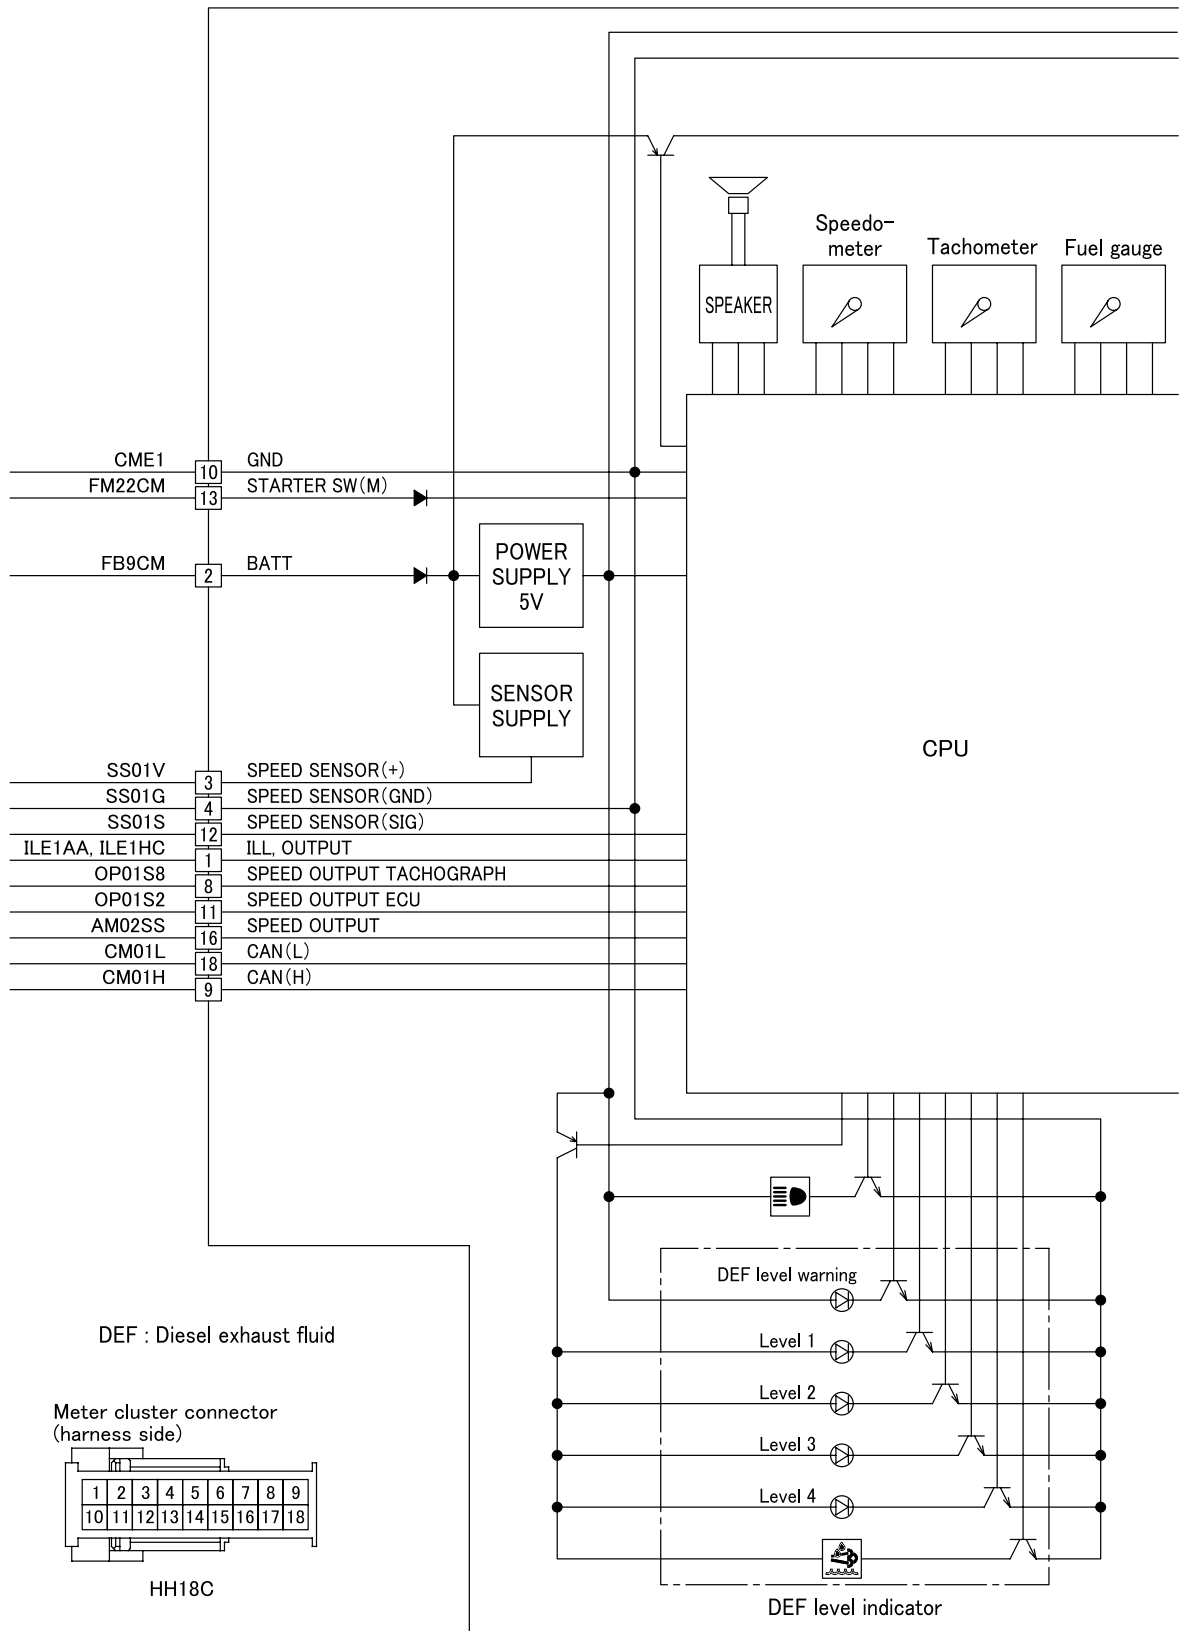 Speedo-
meter
Tachometer
Fuel gauge
SPEAKER
CME1 10 GND
FM22CM 13 STARTER SW(M)
FB9CM 2 BATT
POWER
SUPPLY
5V
SENSOR
SUPPLY
CPU
SS01V 3 SPEED SENSOR(+)
SS01G 4 SPEED SENSOR(GND)
SS01S 12 SPEED SENSOR(SIG)
ILE1AA, ILE1HC 1 ILL, OUTPUT
OP01S8 8 SPEED OUTPUT TACHOGRAPH
OP01S2 11 SPEED OUTPUT ECU
AM02SS 16 SPEED OUTPUT
CM01L 18 CAN(L)
CM01H 9 CAN(H)
DEF level warning
Level 1
Level 2
Level 3
Level 4
DEF level indicator
DEF : Diesel exhaust fluid
Meter cluster connector
(harness side)
1 2 3 4 5 6 7 8 9
10 11 12 13 14 15 16 17 18
HH18C